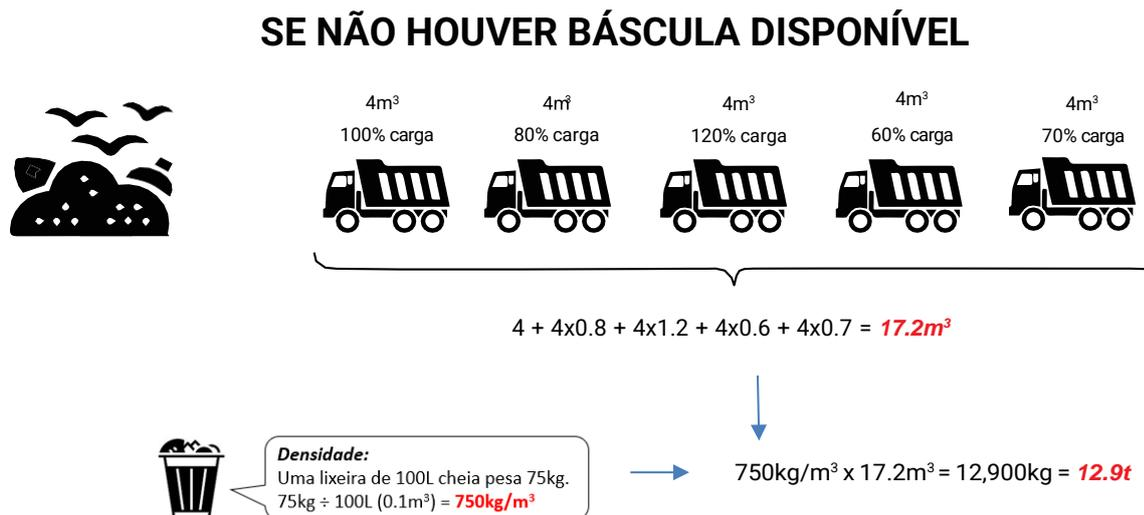 SE NÃO HOUVER BÁSCULA DISPONÍVEL
4m³ 4m³ 4m³ 4m³ 4m³
100% carga 80% carga 120% carga 60% carga 70% carga
4 + 4x0.8 + 4x1.2 + 4x0.6 + 4x0.7 = 17.2m³
Densidade:
Uma lixeira de 100L cheia pesa 75kg.
75kg ÷ 100L (0.1m³) = 750kg/m³
750kg/m³ x 17.2m³ = 12,900kg = 12.9t